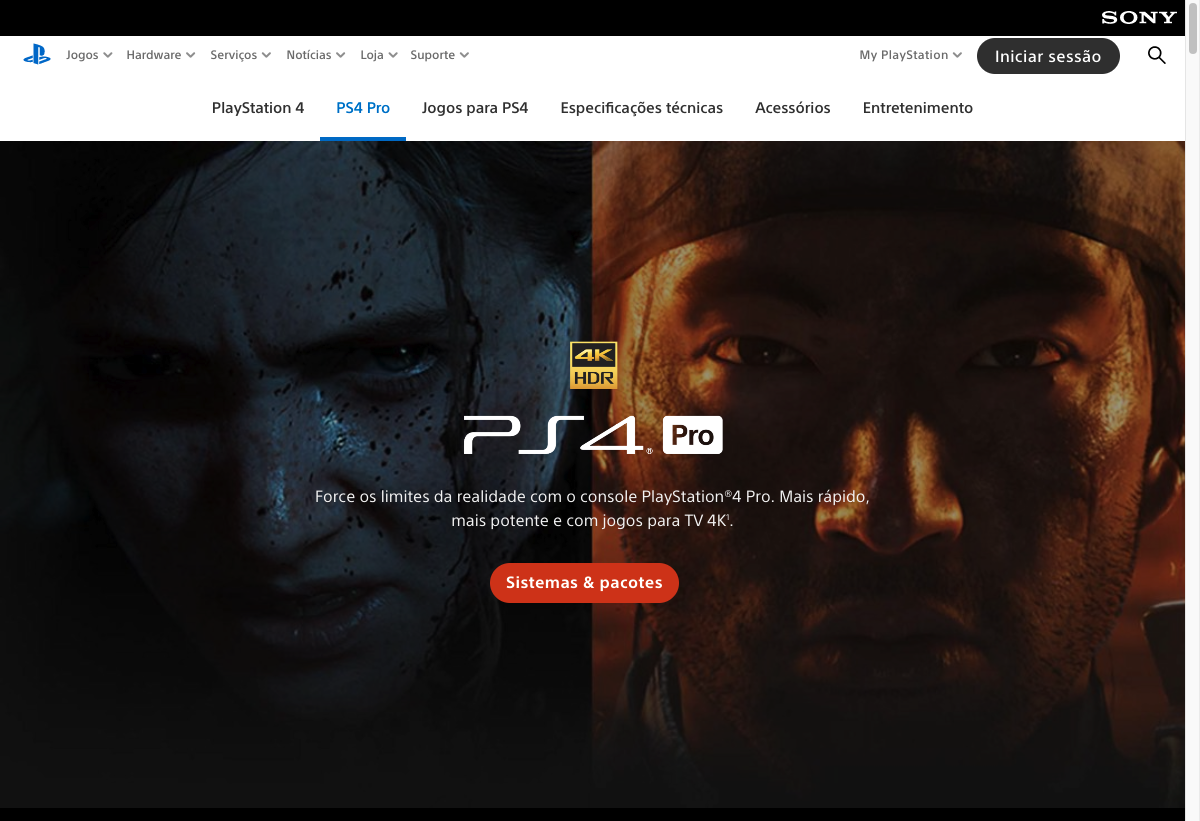 SONY
Jogos Hardware Serviços Notícias Loja Suporte My PlayStation Iniciar sessão
PlayStation 4 PS4 Pro Jogos para PS4 Especificações técnicas Acessórios Entretenimento
4K
HDR
PS4® Pro
Force os limites da realidade com o console PlayStation®4 Pro. Mais rápido,
mais potente e com jogos para TV 4K¹.
Sistemas & pacotes